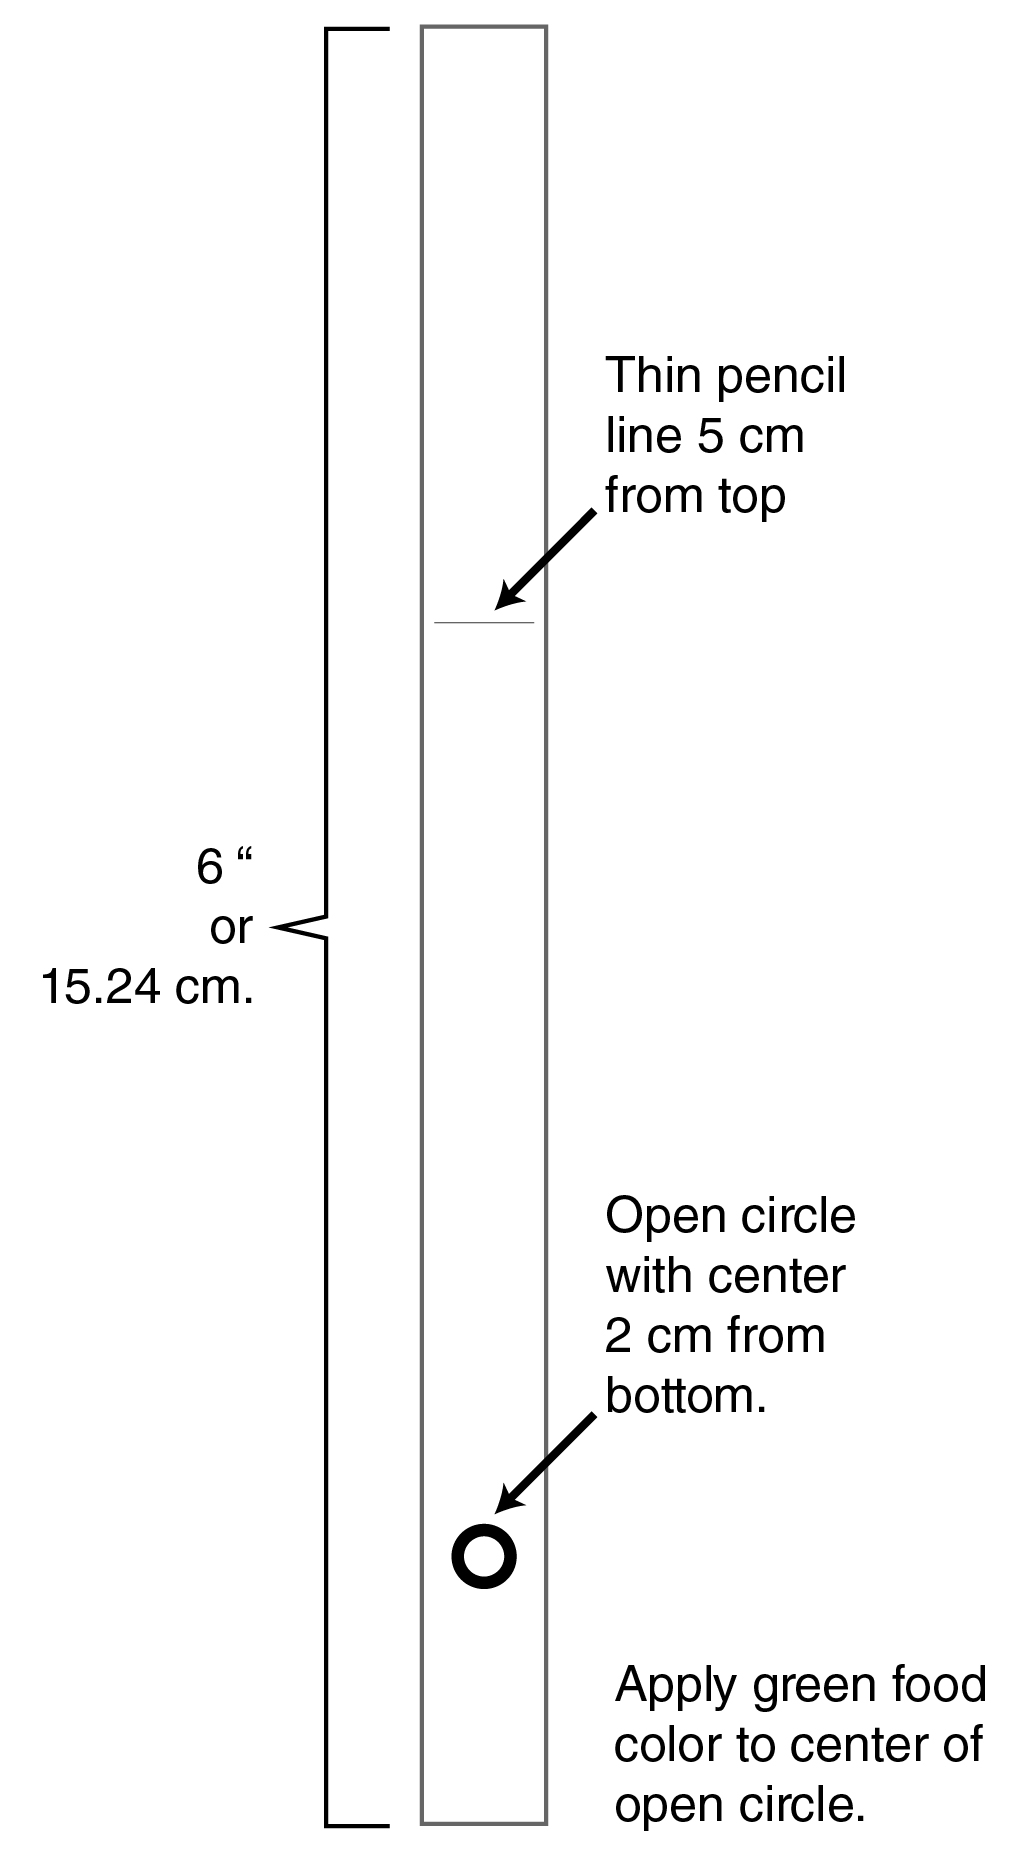 Thin pencil
line 5 cm
from top
6 “
or
15.24 cm.
Open circle
with center
2 cm from
bottom.
Apply green food
color to center of
open circle.